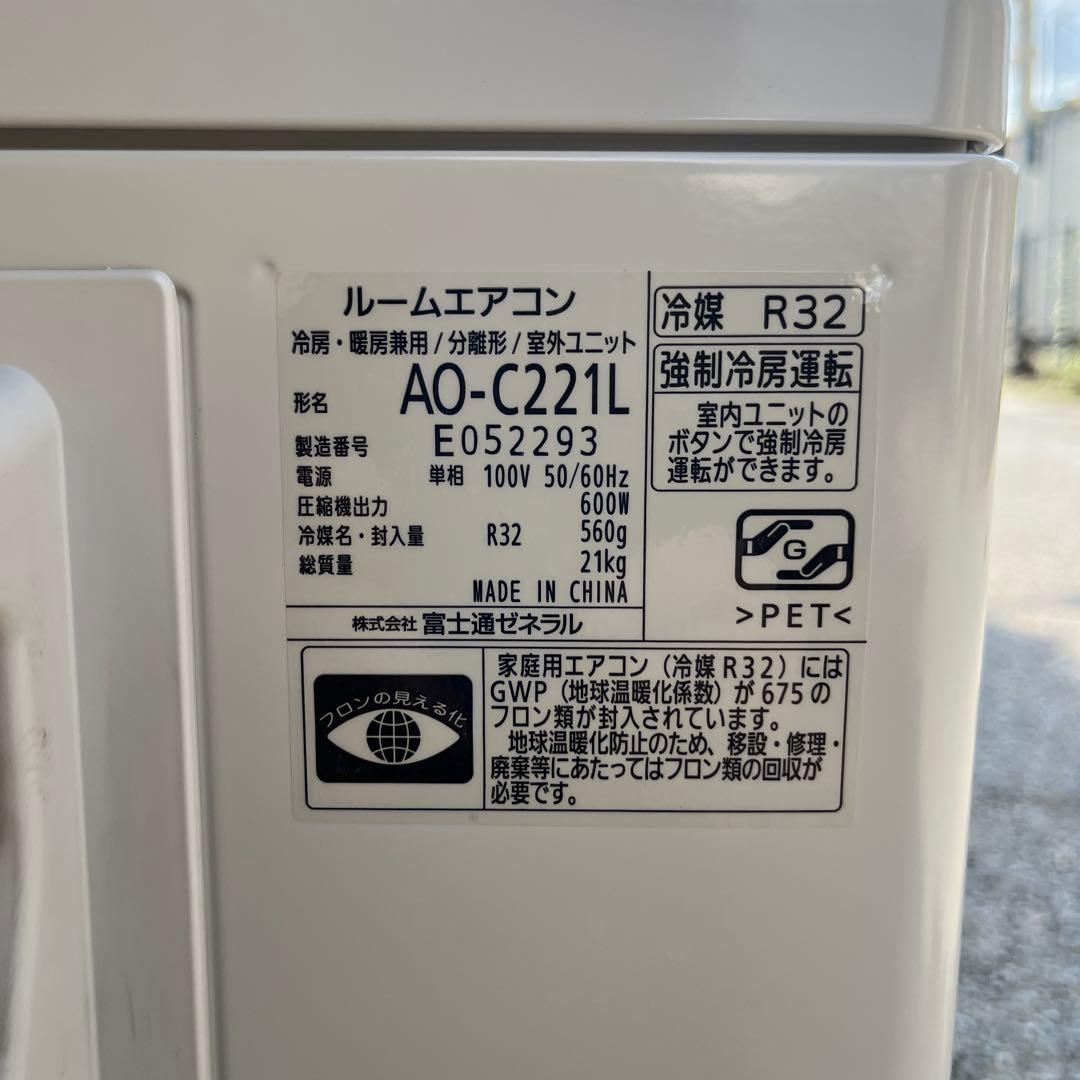 ルームエアコン
冷房・暖房兼用/分離形/室外ユニット
形名 AO-C221L
製造番号 E052293
電源 単相 100V 50/60Hz
圧縮機出力 600W
冷媒名・封入量 R32 560g
総質量 21kg
MADE IN CHINA
株式会社 富士通ゼネラル
冷媒 R32
強制冷房運転
室内ユニットの
ボタンで強制冷房
運転ができます。
G
>PET<
フロンの見える化
家庭用エアコン（冷媒R32）には
GWP（地球温暖化係数）が675の
フロン類が封入されています。
地球温暖化防止のため、移設・修理・
廃棄等にあたってはフロン類の回収が
必要です。